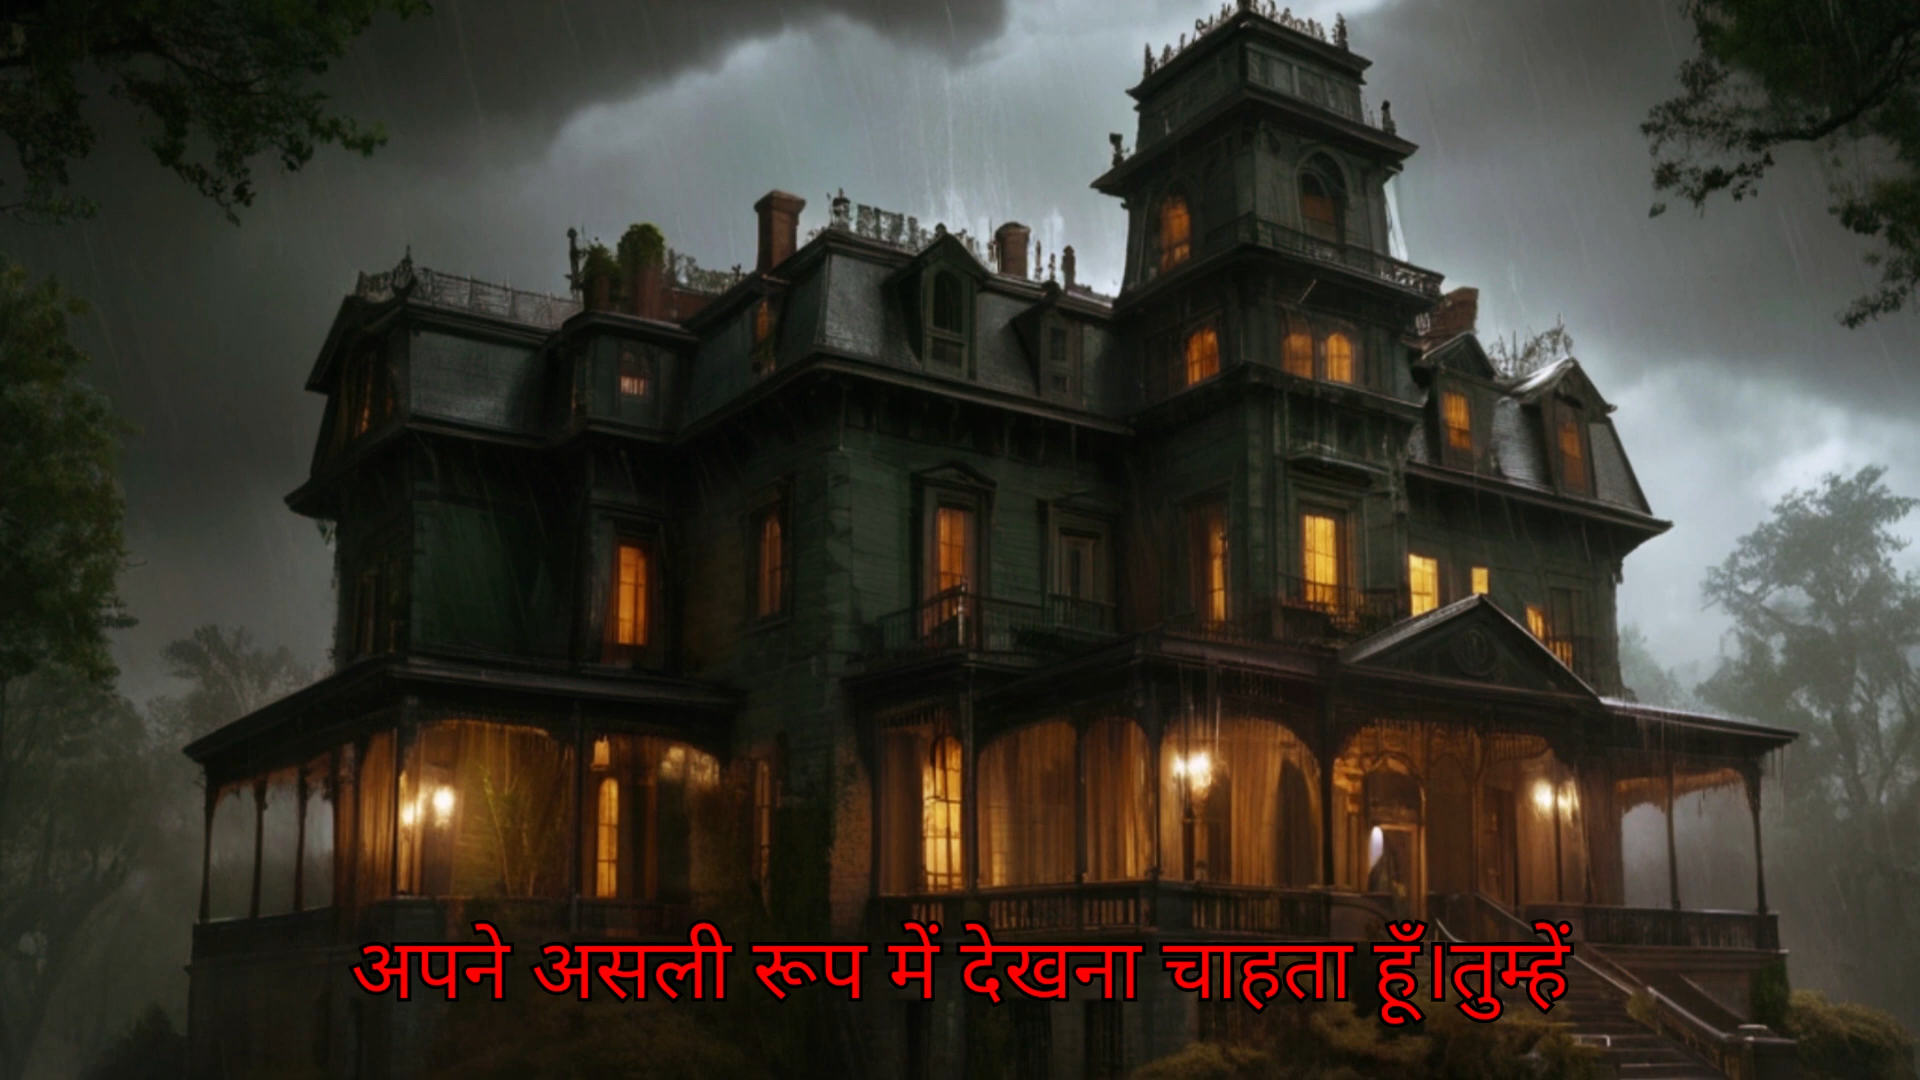 अपने असली रूप में देखना चाहता हूँ।तुम्हें